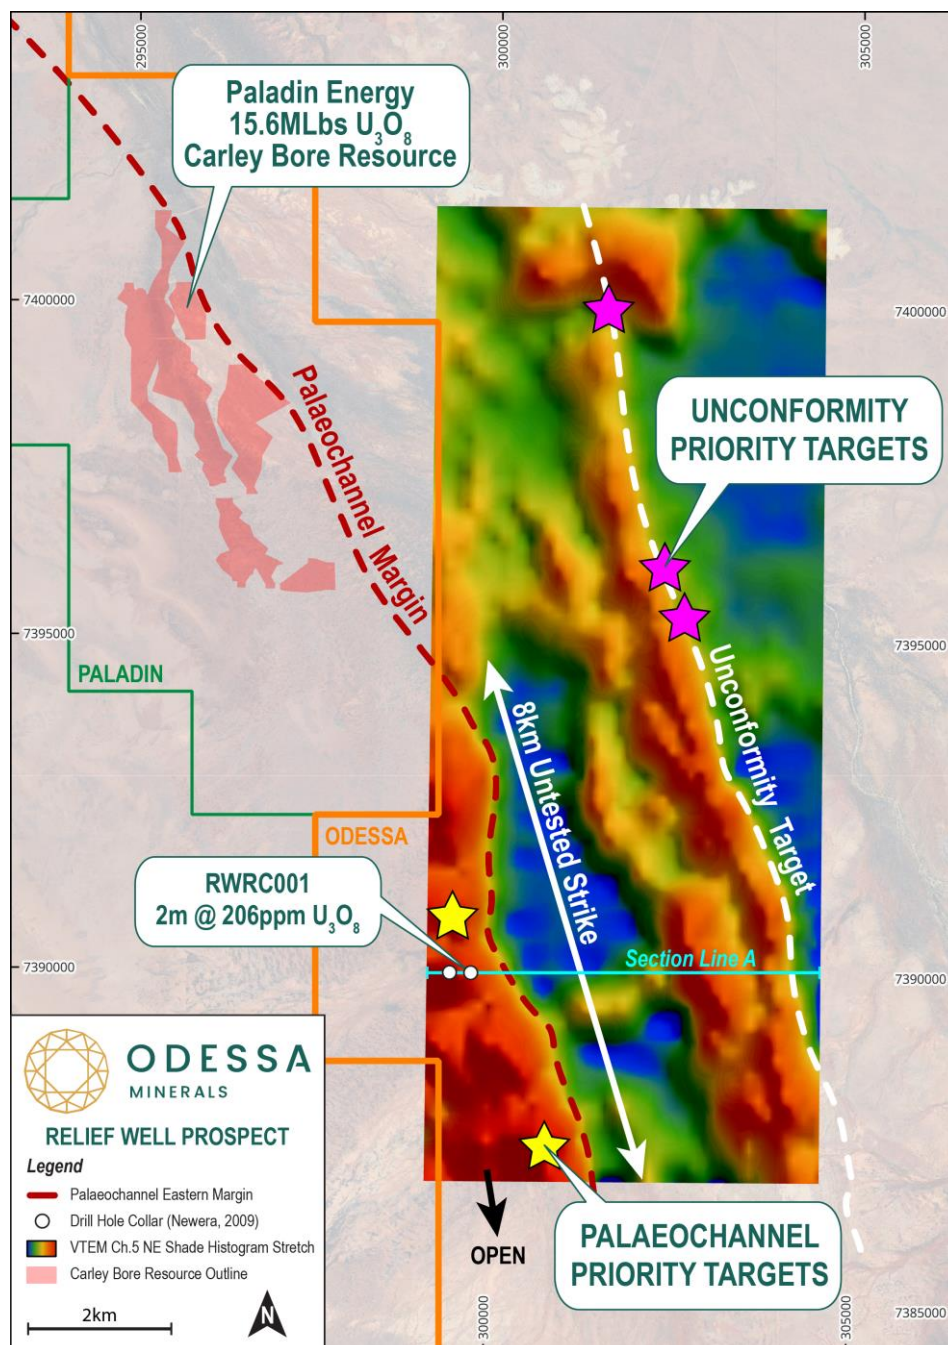 295000
300000
305000
Paladin Energy
15.6MLbs U₃O₈
Carley Bore Resource
7400000
7400000
UNCONFORMITY
PRIORITY TARGETS
Palaeochannel Margin
7395000
7395000
PALADIN
Unconformity Target
8km Untested Strike
ODESSA
RWRC001
2m @ 206ppm U₃O₈
Section Line A
7390000
7390000
ODESSA
MINERALS
RELIEF WELL PROSPECT
Legend
Palaeochannel Eastern Margin
Drill Hole Collar (Newera, 2009)
VTEM Ch.5 NE Shade Histogram Stretch
Carley Bore Resource Outline
2km
N
OPEN
PALAEOCHANNEL
PRIORITY TARGETS
300000
305000
7385000